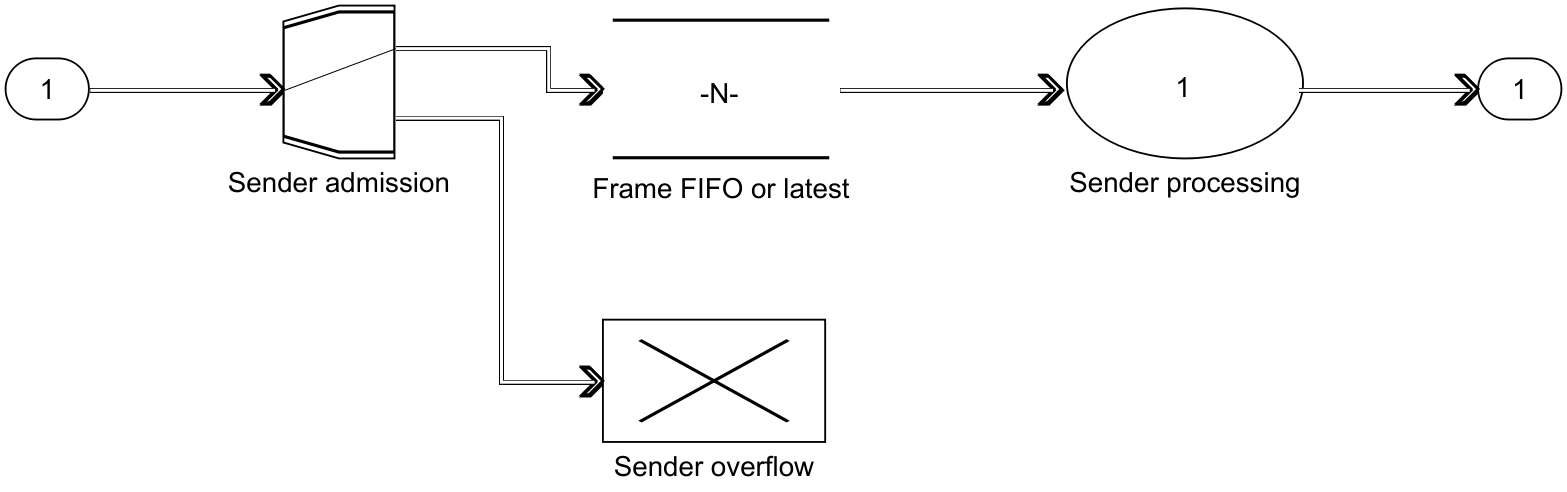 1
-N-
1
1
Sender admission
Frame FIFO or latest
Sender processing
Sender overflow